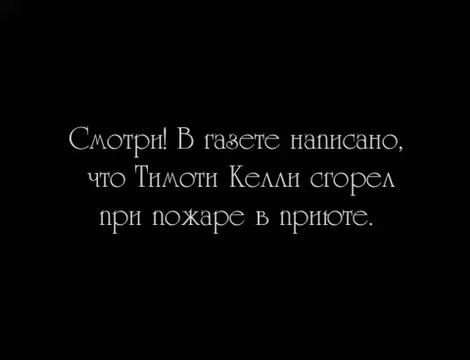 Смотри! В газете написано,
что Тимоти Келли сгорел
при пожаре в приюте.